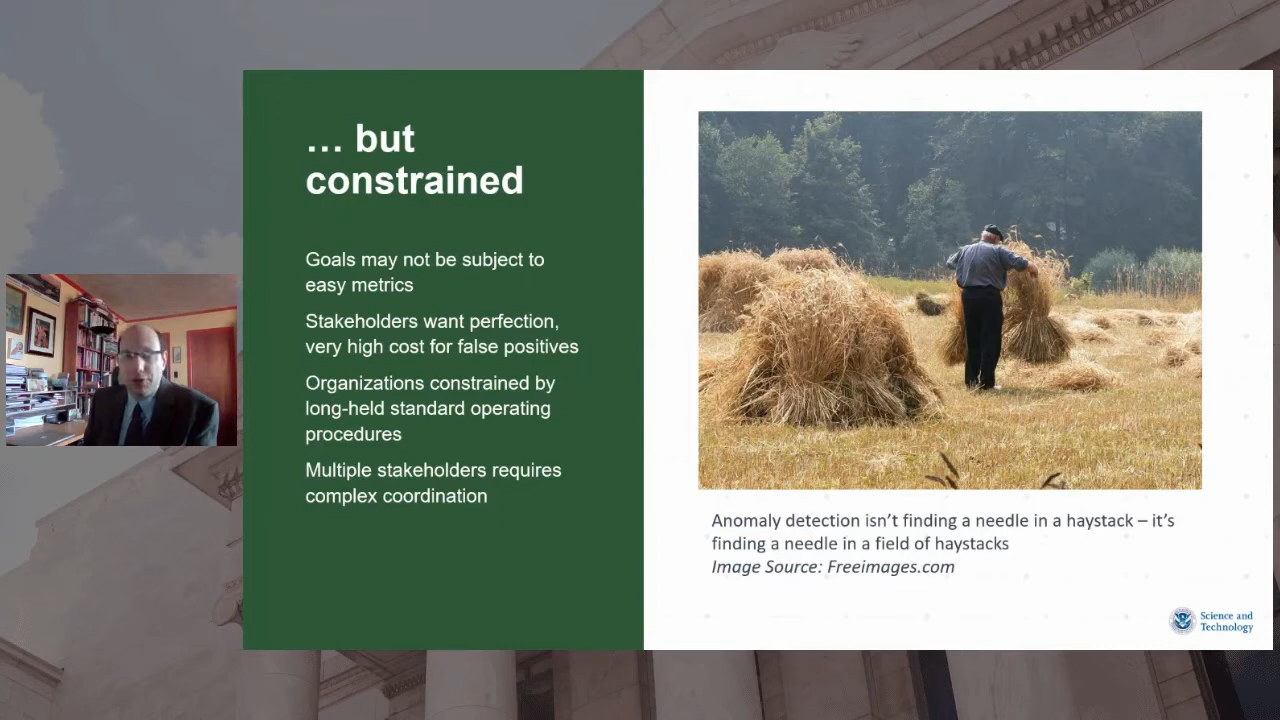 … but
constrained
Goals may not be subject to
easy metrics
Stakeholders want perfection,
very high cost for false positives
Organizations constrained by
long-held standard operating
procedures
Multiple stakeholders requires
complex coordination
Anomaly detection isn’t finding a needle in a haystack – it’s
finding a needle in a field of haystacks
Image Source: Freeimages.com
Science and
Technology